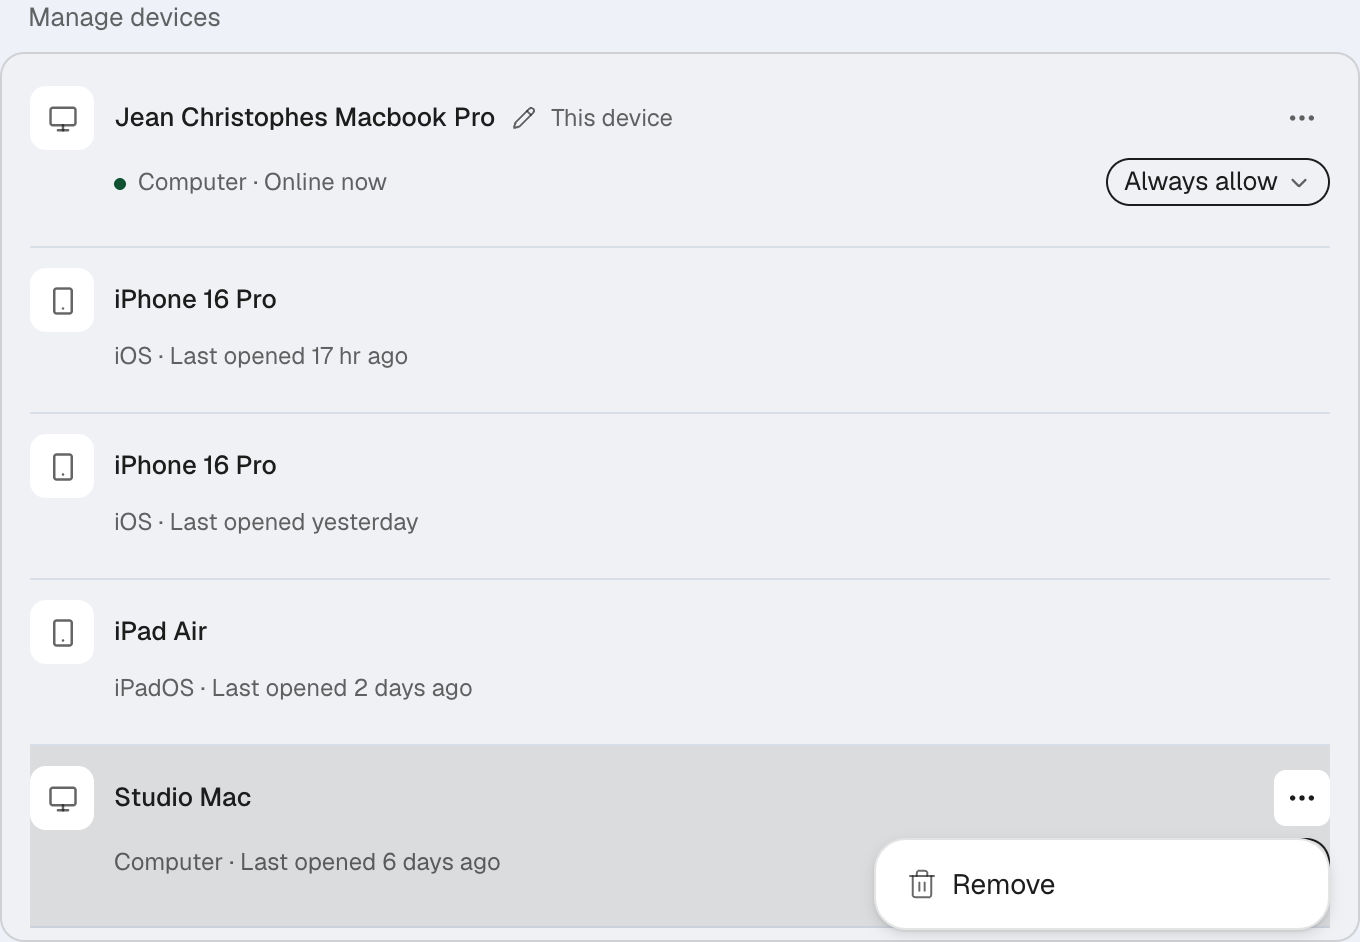 Manage devices
Jean Christophes Macbook Pro This device
Computer · Online now
Always allow
iPhone 16 Pro
iOS · Last opened 17 hr ago
iPhone 16 Pro
iOS · Last opened yesterday
iPad Air
iPadOS · Last opened 2 days ago
Studio Mac
Computer · Last opened 6 days ago
Remove